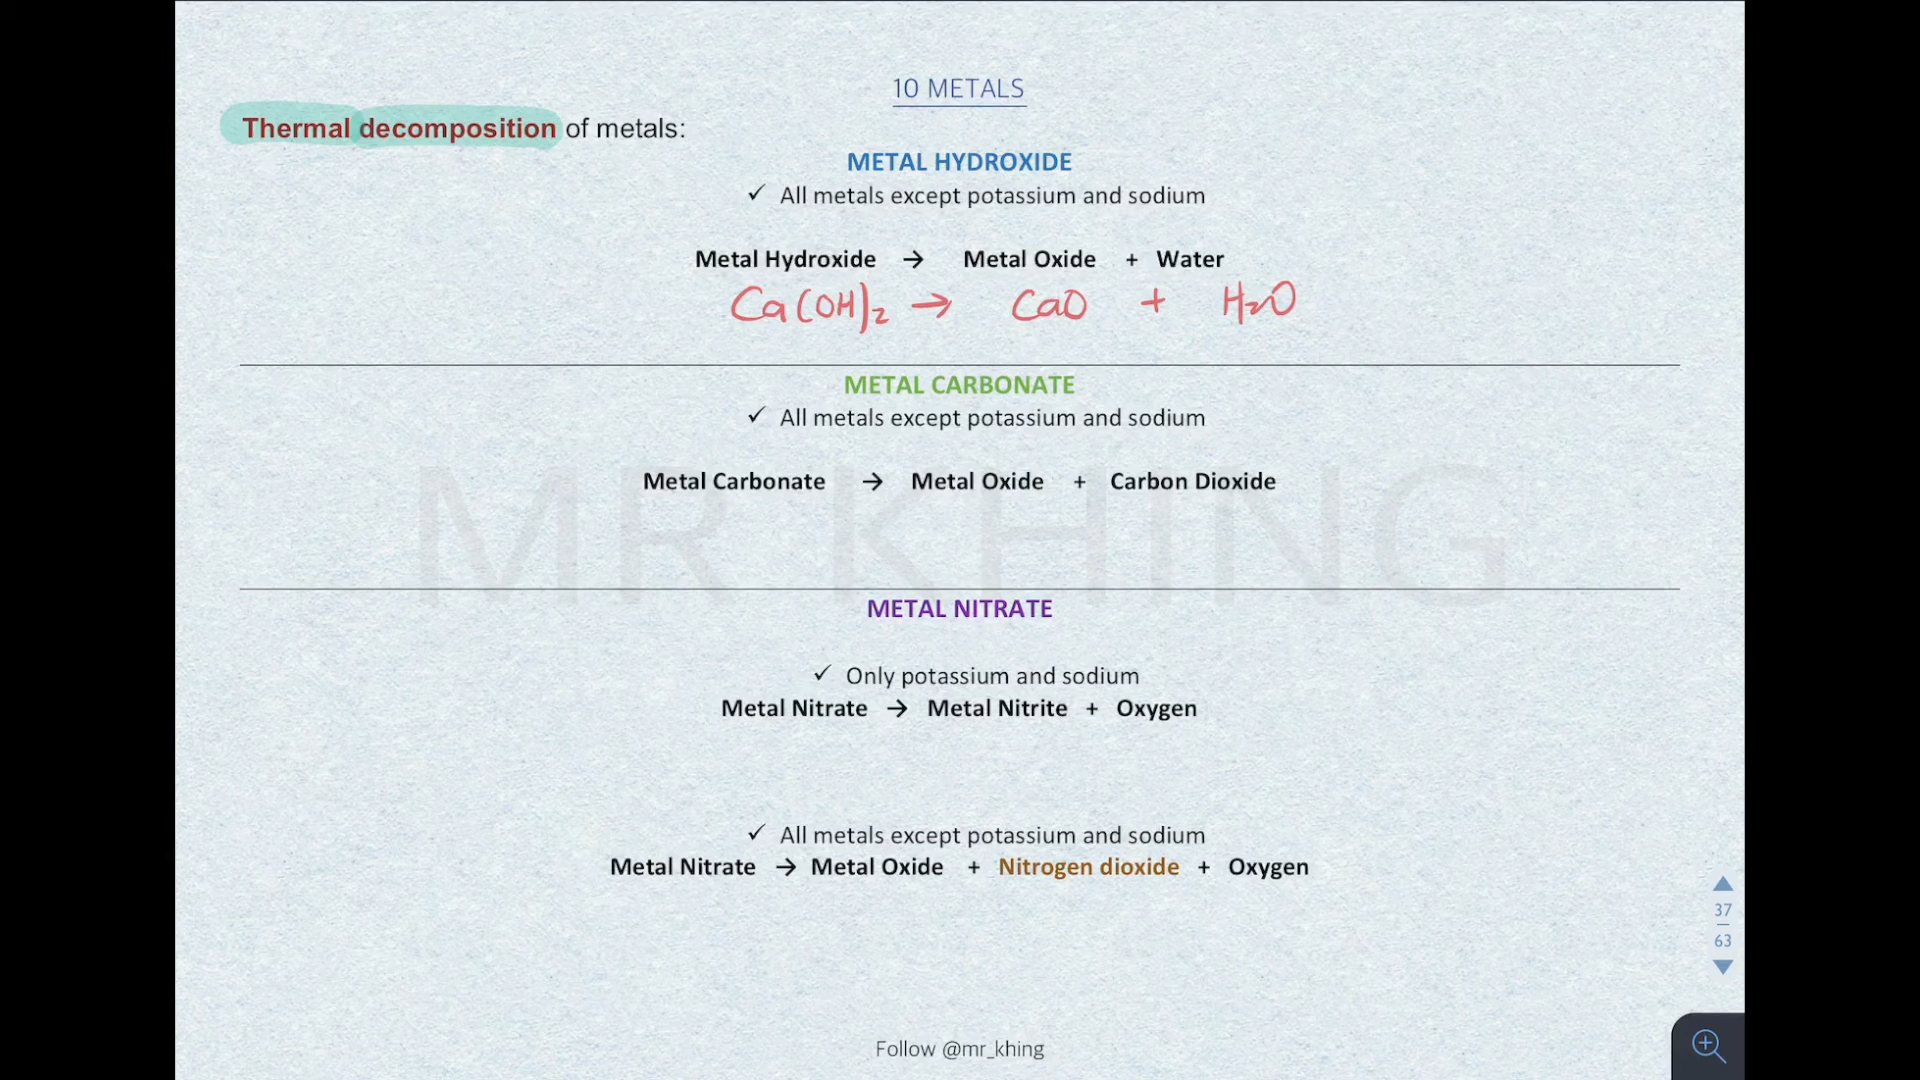 10 METALS
Thermal decomposition of metals:
METAL HYDROXIDE
✓ All metals except potassium and sodium
Metal Hydroxide → Metal Oxide + Water
Ca(OH)₂ → CaO + H₂O
METAL CARBONATE
✓ All metals except potassium and sodium
Metal Carbonate → Metal Oxide + Carbon Dioxide
MR KHING
METAL NITRATE
✓ Only potassium and sodium
Metal Nitrate → Metal Nitrite + Oxygen
✓ All metals except potassium and sodium
Metal Nitrate → Metal Oxide + Nitrogen dioxide + Oxygen
37
63
Follow @mr_khing